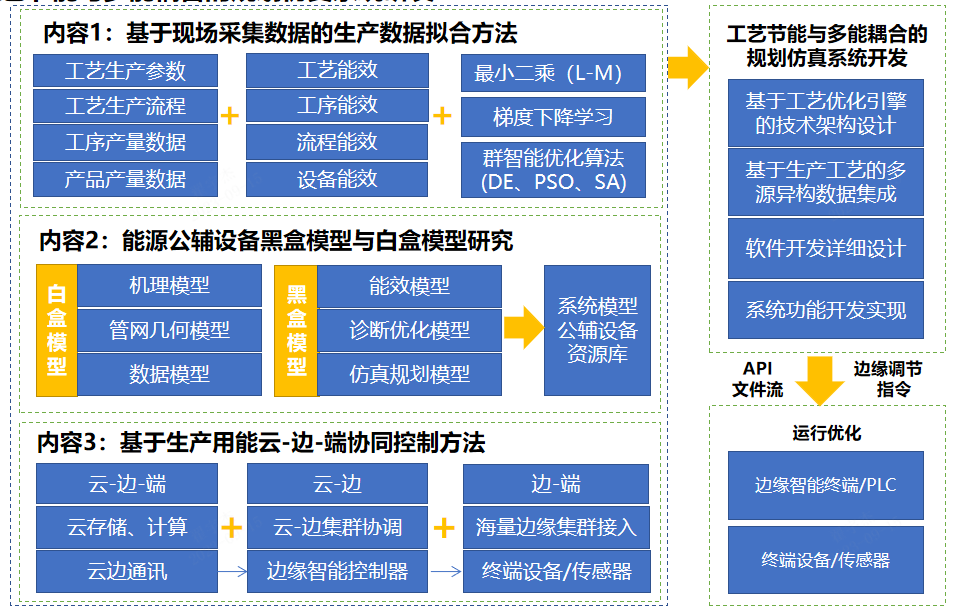 内容1：基于现场采集数据的生产数据拟合方法
工艺生产参数
工艺生产流程
工序产量数据
产品产量数据
+
工艺能效
工序能效
流程能效
设备能效
+
最小二乘（L-M）
梯度下降学习
群智能优化算法
(DE、PSO、SA)
内容2：能源公辅设备黑盒模型与白盒模型研究
白盒模型
机理模型
管网几何模型
数据模型
黑盒模型
能效模型
诊断优化模型
仿真规划模型
系统模型
公辅设备
资源库
内容3：基于生产用能云-边-端协同控制方法
云-边-端
云存储、计算
云边通讯
+
云-边
云-边集群协调
边缘智能控制器
+
边-端
海量边缘集群接入
终端设备/传感器
工艺节能与多能耦合的
规划仿真系统开发
基于工艺优化引擎
的技术架构设计
基于生产工艺的多
源异构数据集成
软件开发详细设计
系统功能开发实现
API
文件流
边缘调节
指令
运行优化
边缘智能终端/PLC
终端设备/传感器